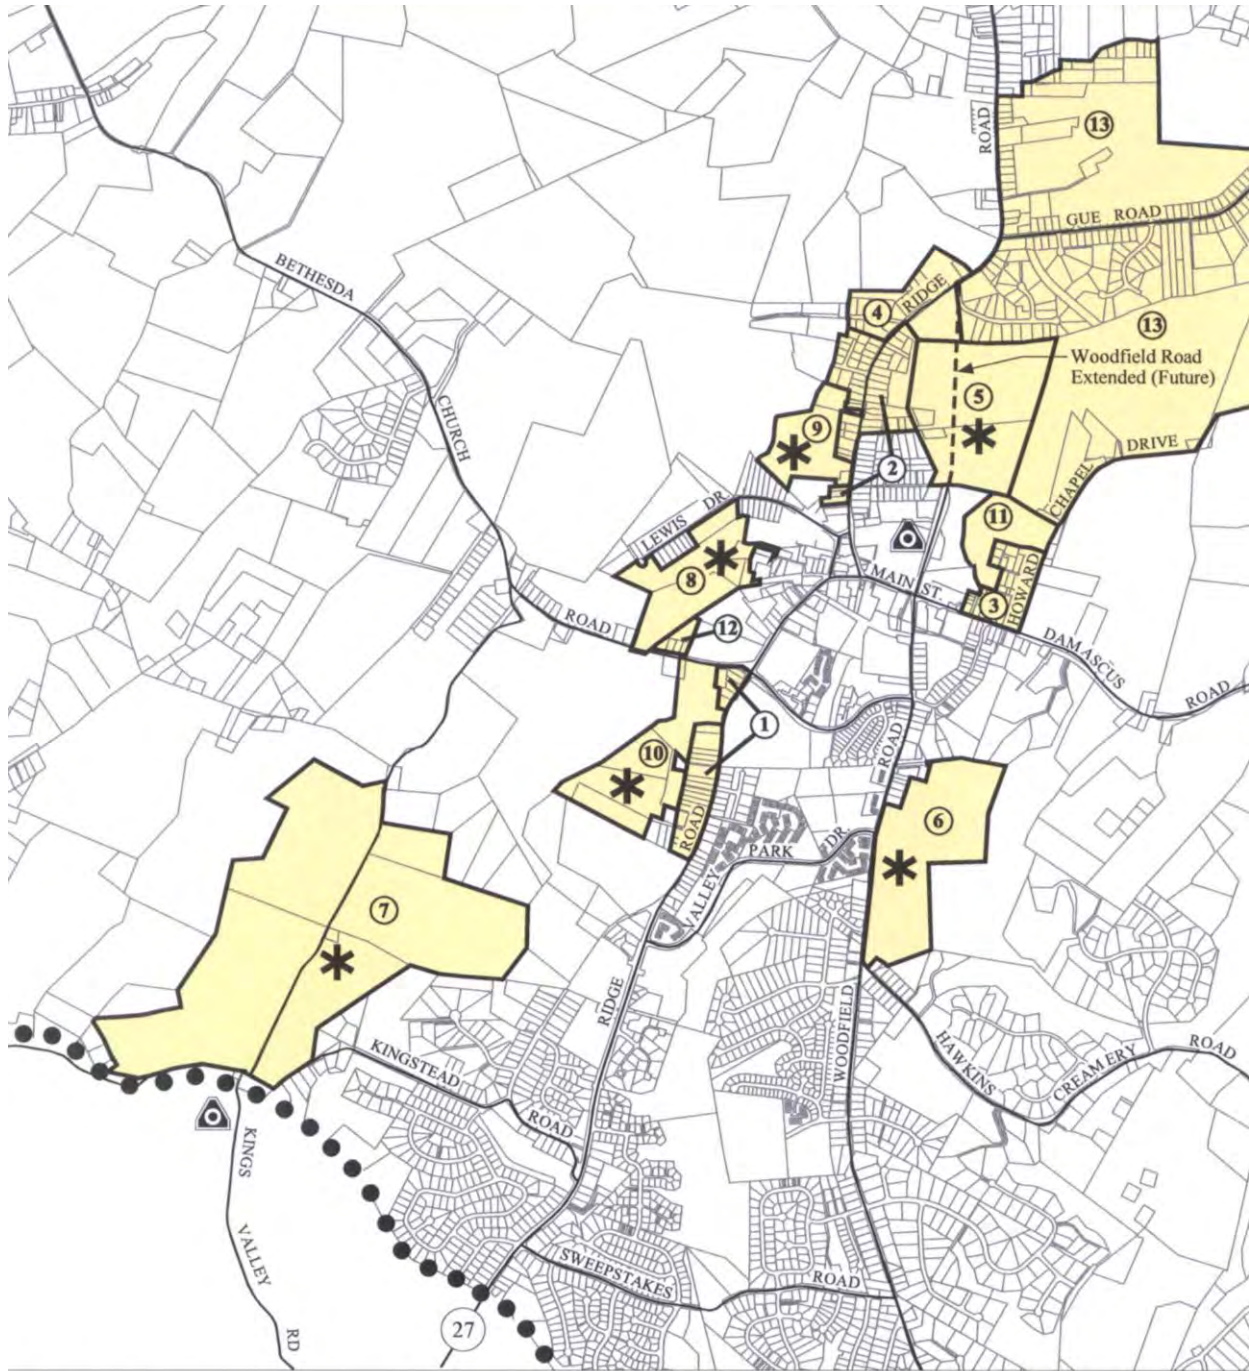 ROAD
13
GUE ROAD
BETHESDA
RIDGE
4
13
Woodfield Road
Extended (Future)
5
CHURCH
9
DRIVE
2
CHAPEL
LEWIS DR.
11
8
MAIN ST.
HOWARD
3
ROAD
12
DAMASCUS
ROAD
1
10
ROAD
ROAD
6
PARK DR.
VALLEY
7
RIDGE
WOODFIELD
HAWKINS
CREAMERY
ROAD
KINGSTEAD
ROAD
KINGS
VALLEY
RD
SWEEPSTAKES
ROAD
27